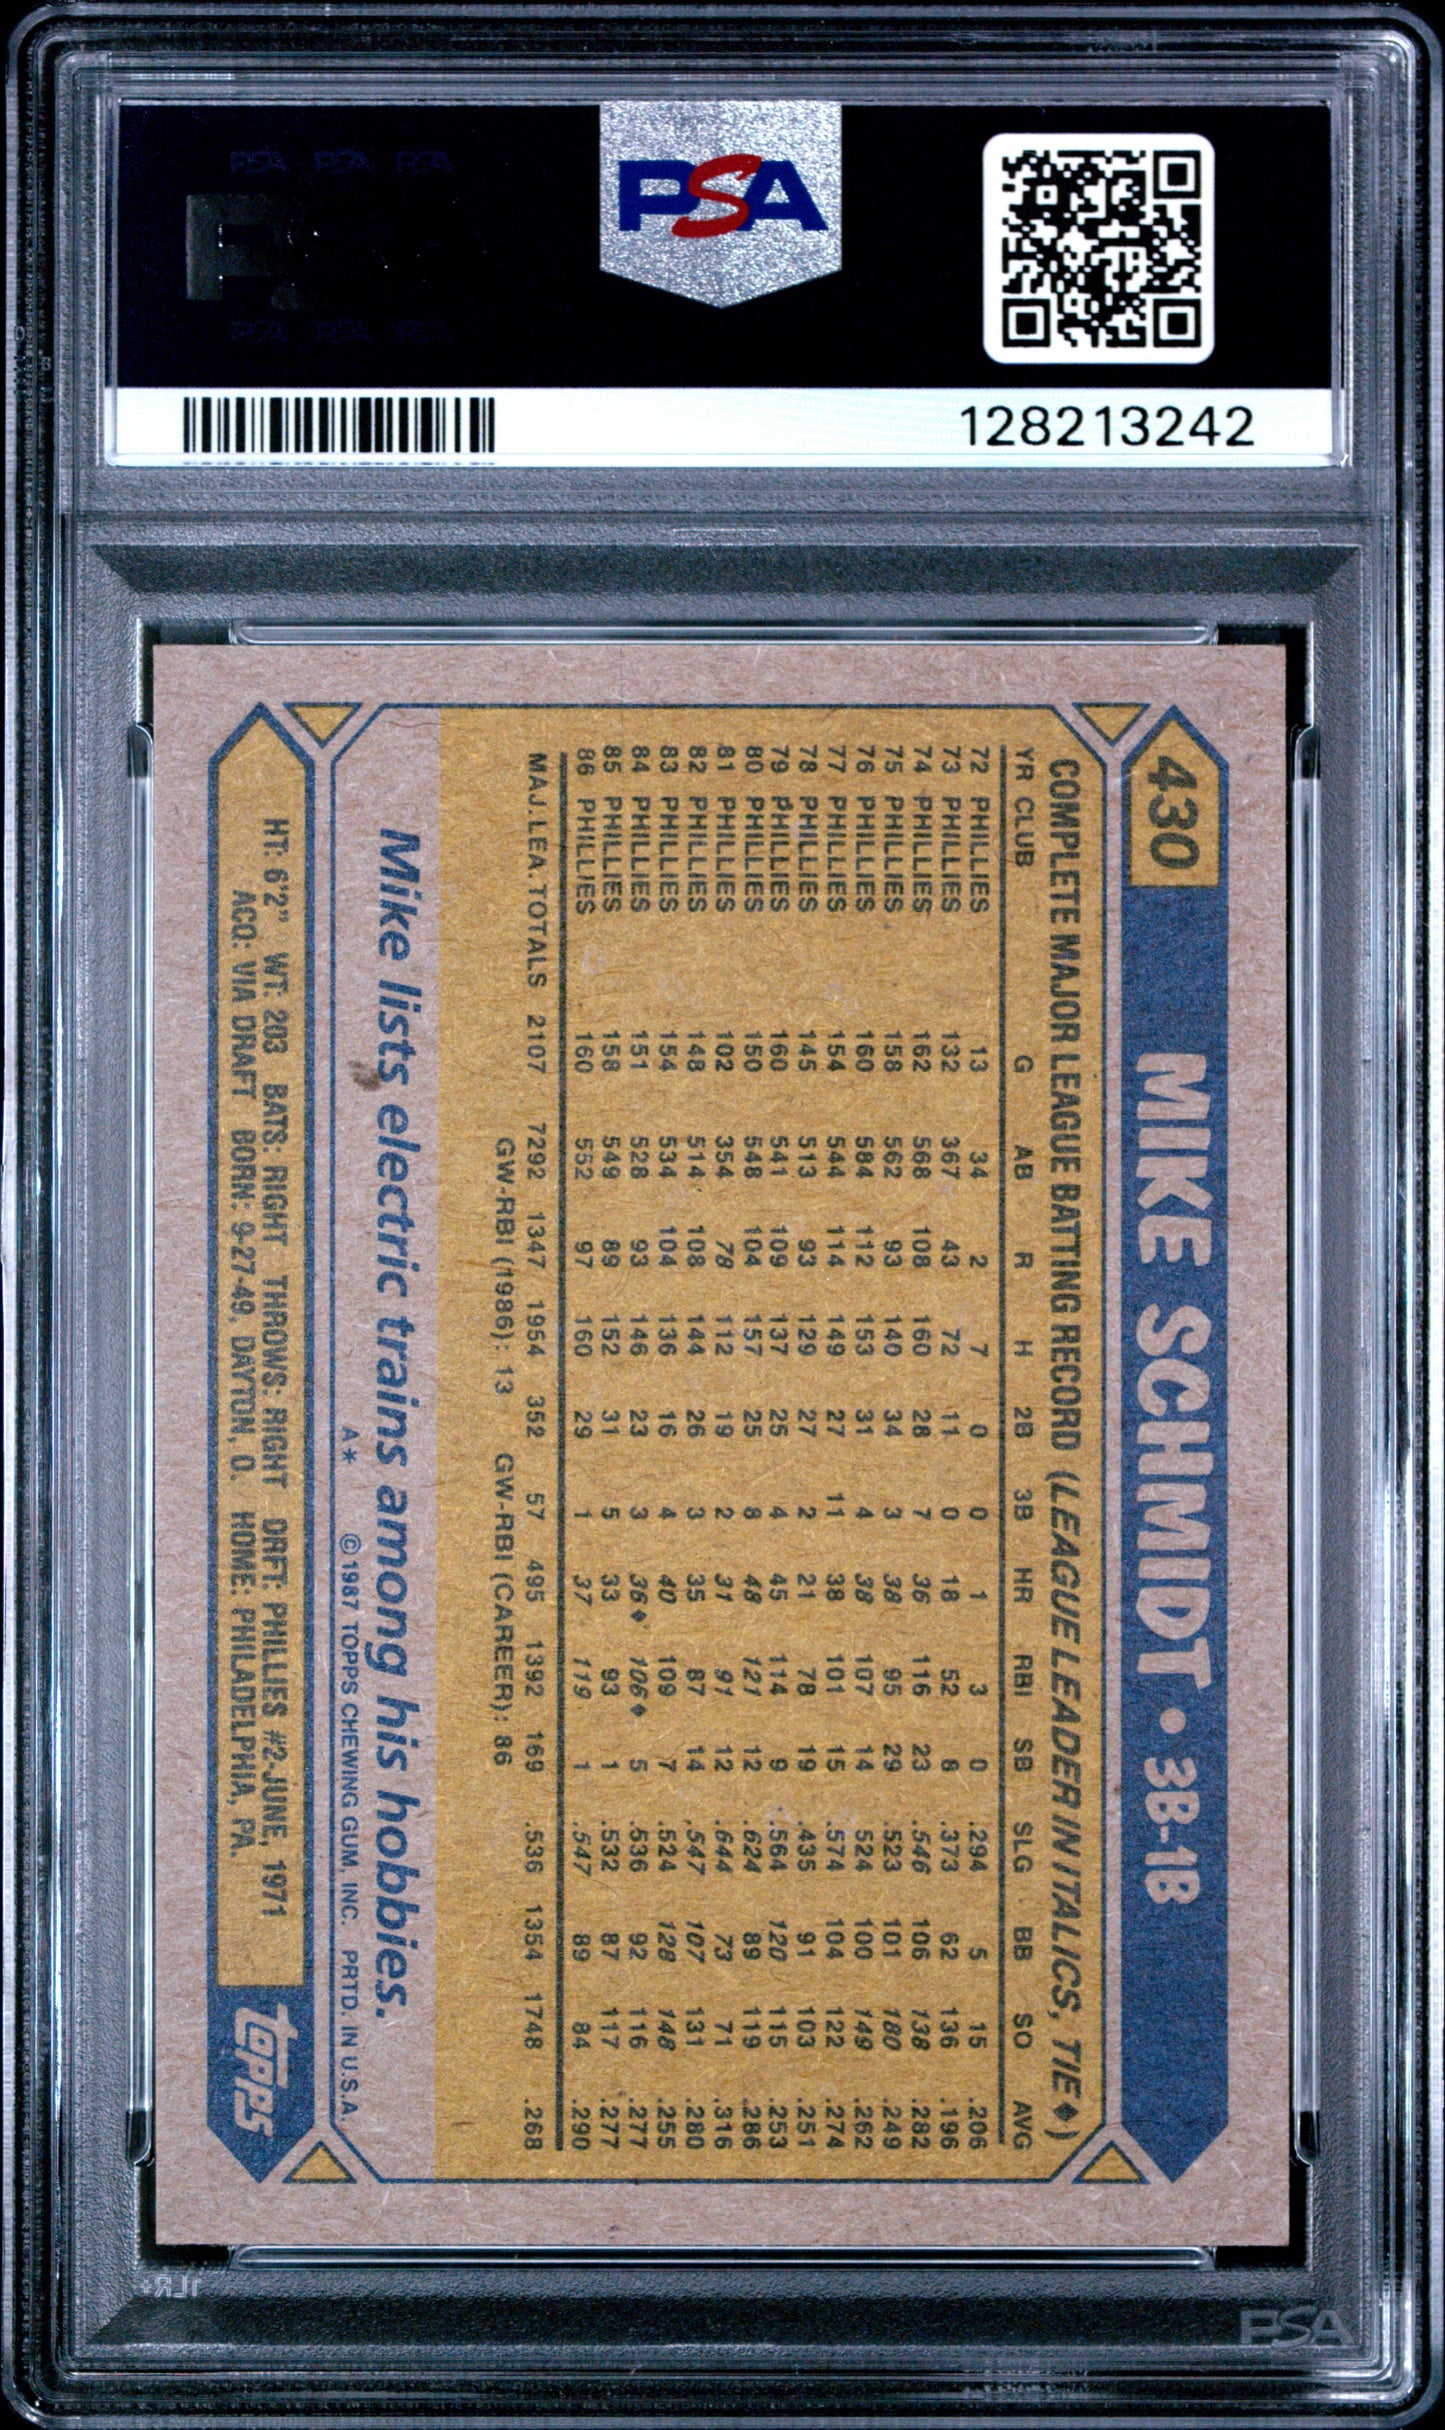 PSA PSA PSA
PSA
PSA PSA PSA
128213242
430 MIKE SCHMIDT • 3B-1B
COMPLETE MAJOR LEAGUE BATTING RECORD (LEAGUE LEADER IN ITALICS, TIE♦)
YR CLUB G AB R H 2B 3B HR RBI SB SLG BB SO AVG
72 PHILLIES 13 34 2 7 0 0 1 3 0 .294 5 15 .206
73 PHILLIES 132 367 43 72 11 0 18 52 8 .373 62 136 .196
74 PHILLIES 162 568 108 160 28 7 36 116 23 .546 106 138 .282
75 PHILLIES 158 562 93 140 34 3 38 95 29 .523 101 180 .249
76 PHILLIES 160 584 112 153 31 4 38 107 14 .524 100 149 .262
77 PHILLIES 154 544 114 149 27 11 38 101 15 .574 104 122 .274
78 PHILLIES 145 513 93 129 27 2 21 78 19 .435 91 103 .251
79 PHILLIES 160 541 109 137 25 4 45 114 9 .564 120 115 .253
80 PHILLIES 150 548 104 157 25 8 48 121 12 .624 89 119 .286
81 PHILLIES 102 354 78 112 19 2 31 91 12 .644 73 71 .316
82 PHILLIES 148 514 108 144 26 3 35 87 14 .547 107 131 .280
83 PHILLIES 154 534 104 136 16 4 40 109 7 .524 128 148 .255
84 PHILLIES 151 528 93 146 23 3 36♦ 106♦ 5 .536 92 116 .277
85 PHILLIES 158 549 89 152 31 5 33 93 1 .532 87 117 .277
86 PHILLIES 160 552 97 160 29 1 37 119 1 .547 89 84 .290
MAJ.LEA.TOTALS 2107 7292 1347 1954 352 57 495 1392 169 .536 1354 1748 .268
GW-RBI (1986): 13 GW-RBI (CAREER): 86
Mike lists electric trains among his hobbies.
A* © 1987 TOPPS CHEWING GUM, INC. PRTD. IN U.S.A.
HT: 6'2" WT: 203 BATS: RIGHT THROWS: RIGHT DRFT: PHILLIES #2-JUNE, 1971
ACQ: VIA DRAFT BORN: 9-27-49, DAYTON, O. HOME: PHILADELPHIA, PA.
topps
PSA